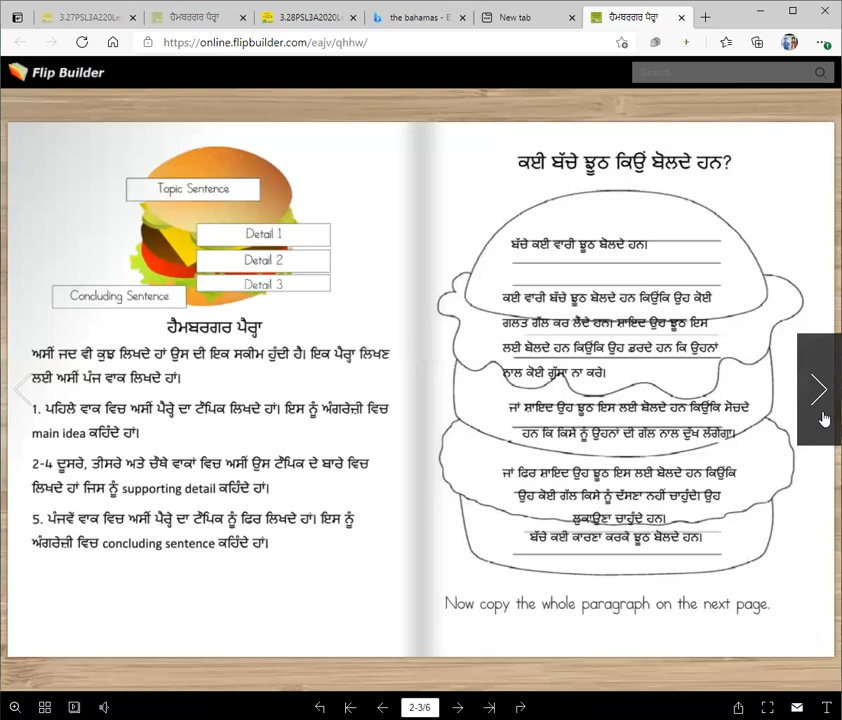 3.27PSL3A220Les
ਹੈਮਬਰਗਰ ਪੈਰ੍ਹਾ
3.28PSL3A2020Le
the bahamas - B
New tab
ਹੈਮਬਰਗਰ ਪੈਰ੍ਹਾ
https://online.flipbuilder.com/eajv/qhhw/
Flip Builder
Search
Topic Sentence
Detail 1
Detail 2
Detail 3
Concluding Sentence
ਹੈਮਬਰਗਰ ਪੈਰ੍ਹਾ
ਅਸੀਂ ਜਦ ਵੀ ਕੁਝ ਲਿਖਦੇ ਹਾਂ ਉਸ ਦੀ ਇਕ ਸਕੀਮ ਹੁੰਦੀ ਹੈ। ਇਕ ਪੈਰ੍ਹਾ ਲਿਖਣ
ਲਈ ਅਸੀਂ ਪੰਜ ਵਾਕ ਲਿਖਦੇ ਹਾਂ।
1. ਪਹਿਲੇ ਵਾਕ ਵਿਚ ਅਸੀਂ ਪੈਰ੍ਹੇ ਦਾ ਟੌਪਿਕ ਲਿਖਦੇ ਹਾਂ। ਇਸ ਨੂੰ ਅੰਗਰੇਜ਼ੀ ਵਿਚ
main idea ਕਹਿੰਦੇ ਹਾਂ।
2-4 ਦੂਸਰੇ, ਤੀਸਰੇ ਅਤੇ ਚੌਥੇ ਵਾਕਾਂ ਵਿਚ ਅਸੀਂ ਉਸ ਟੌਪਿਕ ਦੇ ਬਾਰੇ ਵਿਚ
ਲਿਖਦੇ ਹਾਂ ਜਿਸ ਨੂੰ supporting detail ਕਹਿੰਦੇ ਹਾਂ।
5. ਪੰਜਵੇਂ ਵਾਕ ਵਿਚ ਅਸੀਂ ਪੈਰ੍ਹੇ ਦਾ ਟੌਪਿਕ ਨੂੰ ਫਿਰ ਲਿਖਦੇ ਹਾਂ। ਇਸ ਨੂੰ
ਅੰਗਰੇਜ਼ੀ ਵਿਚ concluding sentence ਕਹਿੰਦੇ ਹਾਂ।
ਕਈ ਬੱਚੇ ਝੂਠ ਕਿਉਂ ਬੋਲਦੇ ਹਨ?
ਬੱਚੇ ਕਈ ਵਾਰੀ ਝੂਠ ਬੋਲਦੇ ਹਨ।
ਕਈ ਵਾਰੀ ਬੱਚੇ ਝੂਠ ਬੋਲਦੇ ਹਨ ਕਿਉਂਕਿ ਉਹ ਕੋਈ
ਗਲਤ ਗੱਲ ਕਰ ਲੈਂਦੇ ਹਨ। ਸ਼ਾਇਦ ਉਹ ਝੂਠ ਇਸ
ਲਈ ਬੋਲਦੇ ਹਨ ਕਿਉਂਕਿ ਉਹ ਡਰਦੇ ਹਨ ਕਿ ਉਹਨਾਂ
ਨਾਲ ਕੋਈ ਗੁੱਸਾ ਨਾ ਕਰੇ।
ਜਾਂ ਸ਼ਾਇਦ ਉਹ ਝੂਠ ਇਸ ਲਈ ਬੋਲਦੇ ਹਨ ਕਿਉਂਕਿ ਸੋਚਦੇ
ਹਨ ਕਿ ਕਿਸੇ ਨੂੰ ਉਹਨਾਂ ਦੀ ਗੱਲ ਨਾਲ ਦੁੱਖ ਲੱਗੇਗਾ।
ਜਾਂ ਫਿਰ ਸ਼ਾਇਦ ਉਹ ਝੂਠ ਇਸ ਲਈ ਬੋਲਦੇ ਹਨ ਕਿਉਂਕਿ
ਉਹ ਕੋਈ ਗੱਲ ਕਿਸੇ ਨੂੰ ਦੱਸਣਾ ਨਹੀਂ ਚਾਹੁੰਦੇ। ਉਹ
ਲੁਕਾਉਣਾ ਚਾਹੁੰਦੇ ਹਨ।
ਬੱਚੇ ਕਈ ਕਾਰਣਾ ਕਰਕੇ ਝੂਠ ਬੋਲਦੇ ਹਨ।
Now copy the whole paragraph on the next page.
2-3/6